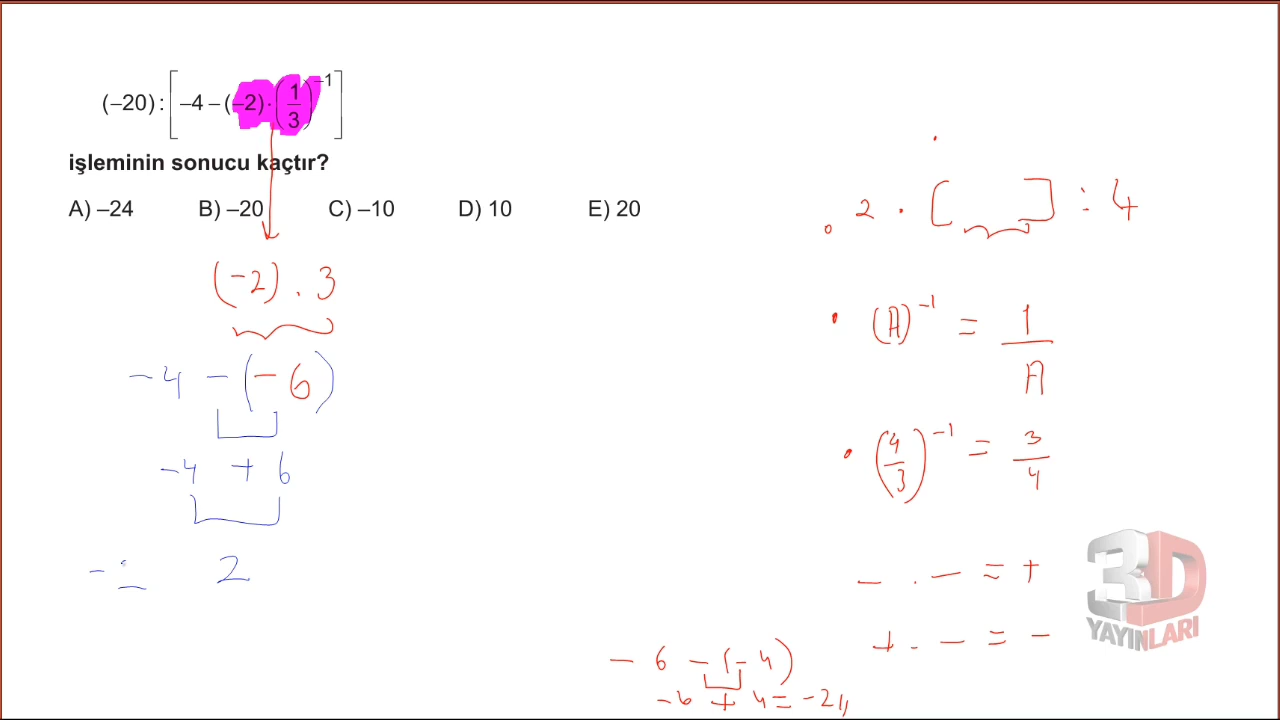 (–20) : [–4 – (–2) · (1/3)^–1]
işleminin sonucu kaçtır?
A) –24 B) –20 C) –10 D) 10 E) 20
(-2) . 3
-4 - (-6)
-4 + 6
2
2 . [ ] : 4
(A)^-1 = 1/A
(4/3)^-1 = 3/4
- . - = +
+ . - = -
- 6 - (- 4)
-6 + 4 = -2
3D
YAYINLARI